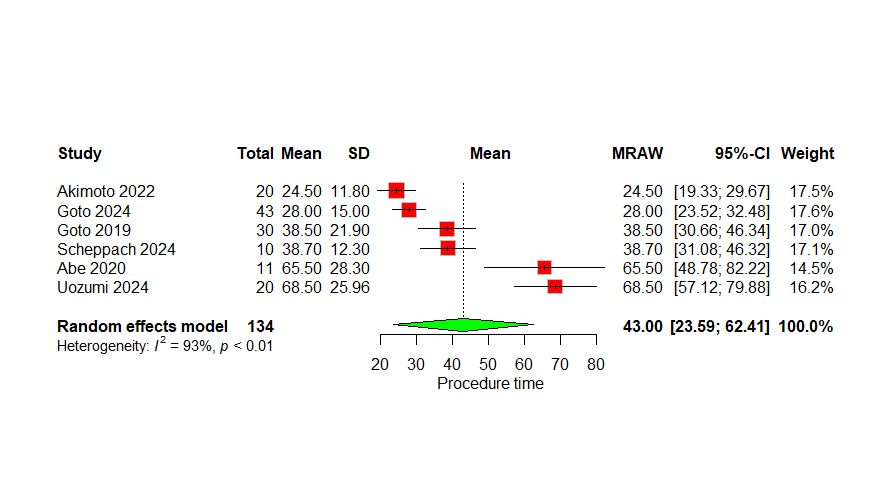 Study Total Mean SD Mean MRAW 95%-CI Weight
Akimoto 2022 20 24.50 11.80 24.50 [19.33; 29.67] 17.5%
Goto 2024 43 28.00 15.00 28.00 [23.52; 32.48] 17.6%
Goto 2019 30 38.50 21.90 38.50 [30.66; 46.34] 17.0%
Scheppach 2024 10 38.70 12.30 38.70 [31.08; 46.32] 17.1%
Abe 2020 11 65.50 28.30 65.50 [48.78; 82.22] 14.5%
Uozumi 2024 20 68.50 25.96 68.50 [57.12; 79.88] 16.2%
Random effects model 134 43.00 [23.59; 62.41] 100.0%
Heterogeneity: I² = 93%, p < 0.01
20 30 40 50 60 70 80
Procedure time